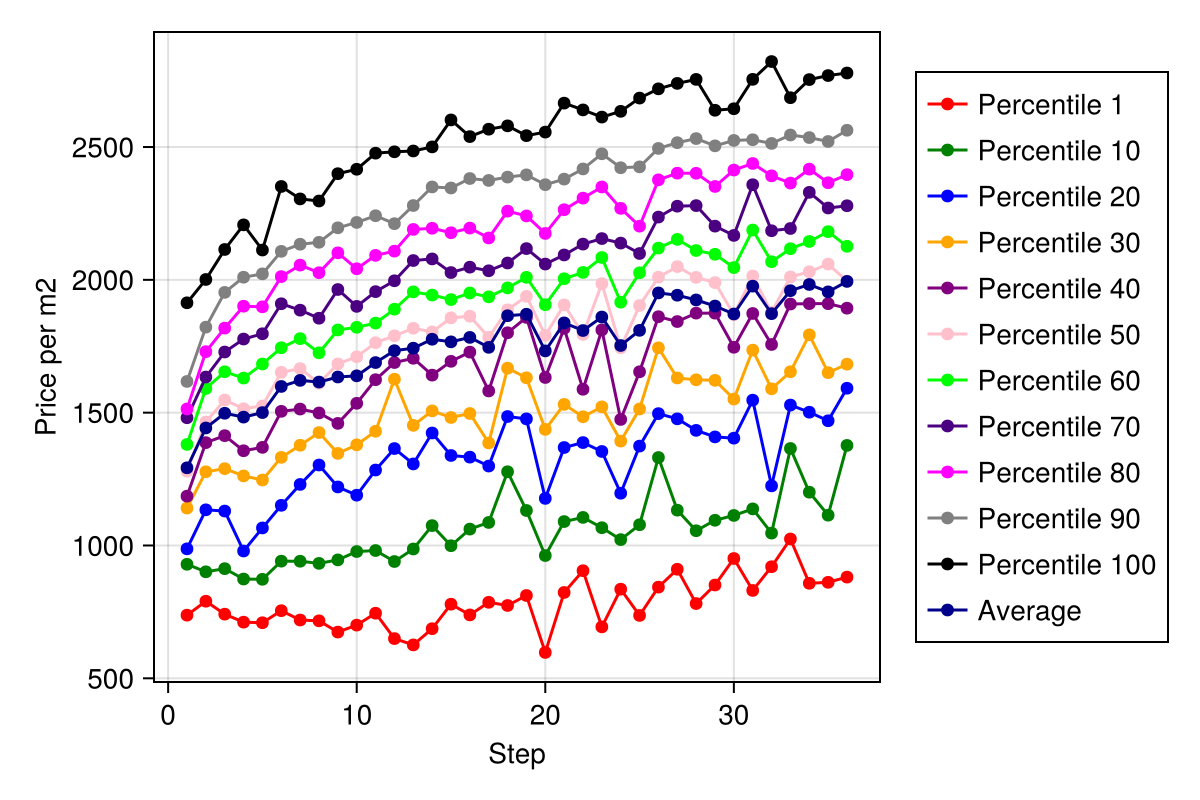 Price per m2
2500
2000
1500
1000
500
0
10
20
30
Step
Percentile 1
Percentile 10
Percentile 20
Percentile 30
Percentile 40
Percentile 50
Percentile 60
Percentile 70
Percentile 80
Percentile 90
Percentile 100
Average